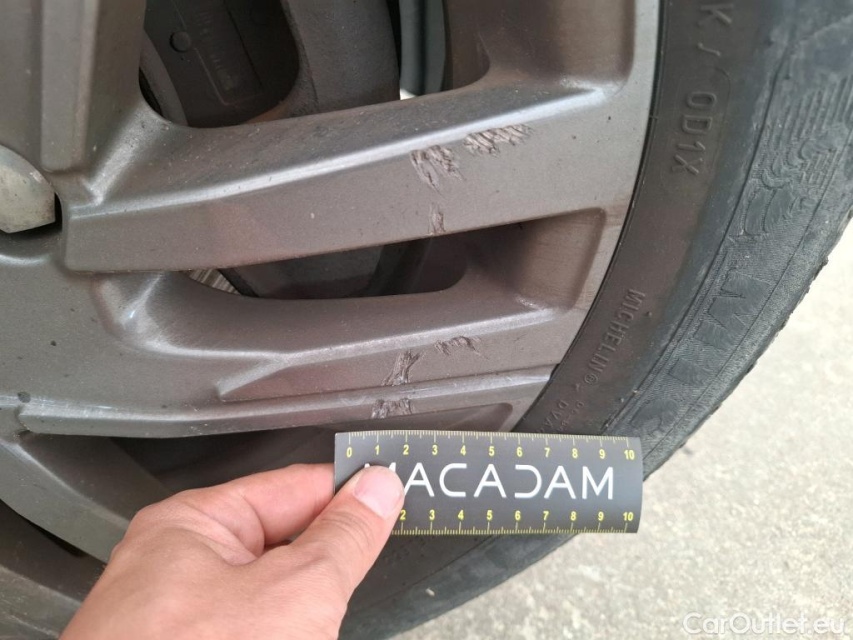 K / OD1X
MICHELIN®
0 1 2 3 4 5 6 7 8 9 10
MACADAM
2 3 4 5 6 7 8 9 10
CarOutlet.eu